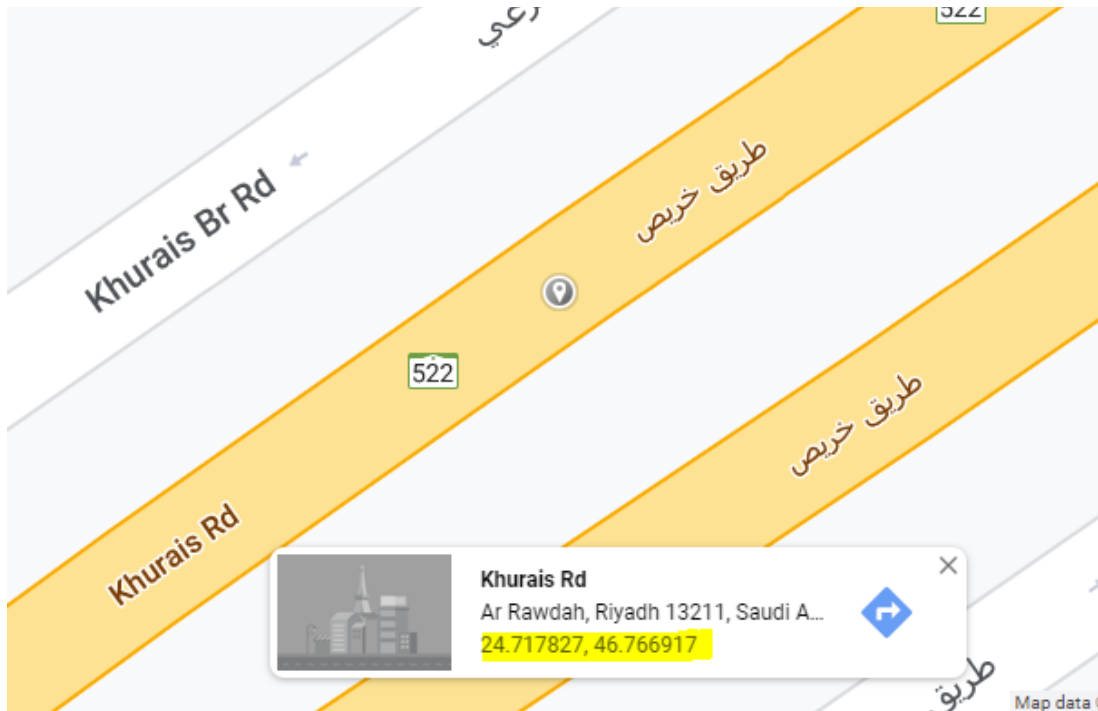 522
Khurais Br Rd
طريق خريص
522
طريق خريص
Khurais Rd
Khurais Rd
Ar Rawdah, Riyadh 13211, Saudi A...
24.717827, 46.766917
طريق
Map data ©